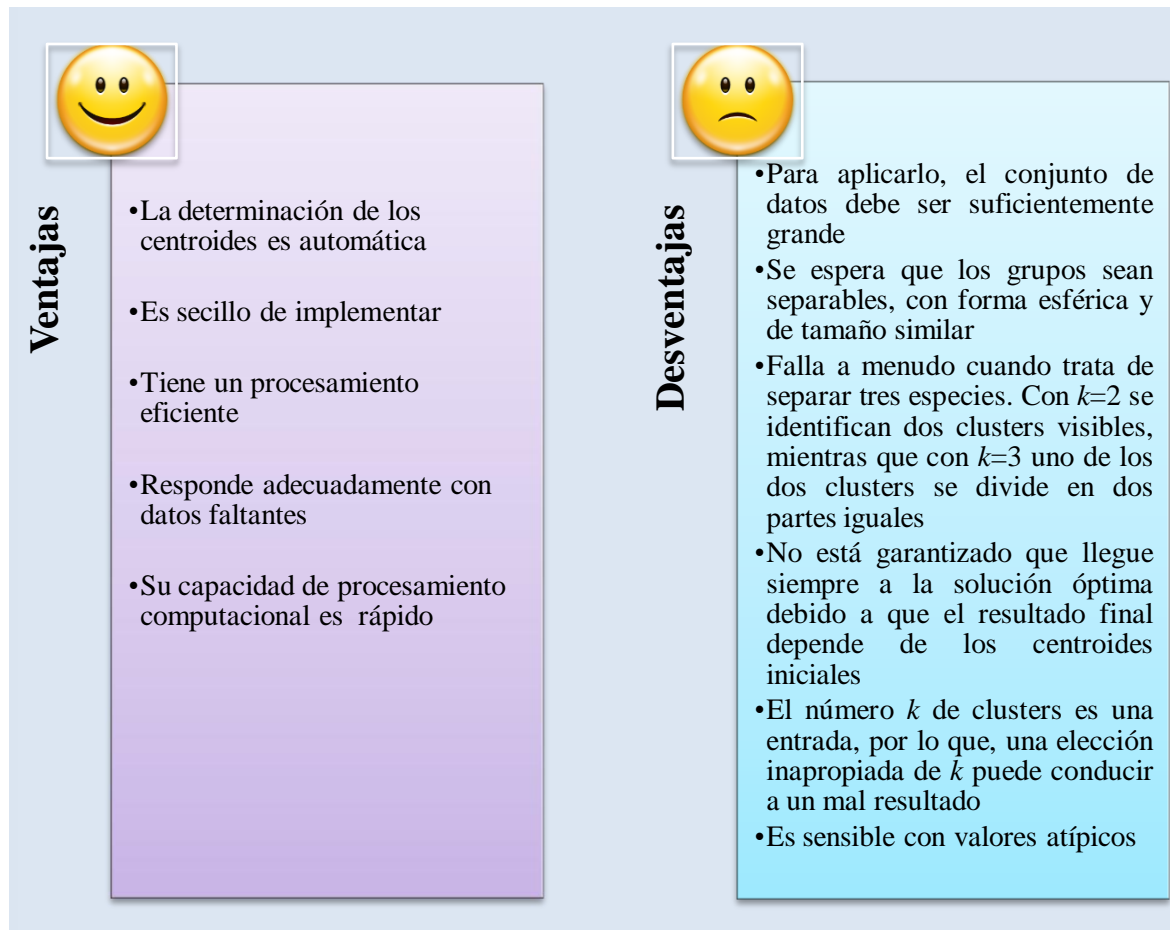 Ventajas
•La determinación de los
centroides es automática
•Es secillo de implementar
•Tiene un procesamiento
eficiente
•Responde adecuadamente con
datos faltantes
•Su capacidad de procesamiento
computacional es rápido
Desventajas
•Para aplicarlo, el conjunto de
datos debe ser suficientemente
grande
•Se espera que los grupos sean
separables, con forma esférica y
de tamaño similar
•Falla a menudo cuando trata de
separar tres especies. Con k=2 se
identifican dos clusters visibles,
mientras que con k=3 uno de los
dos clusters se divide en dos
partes iguales
•No está garantizado que llegue
siempre a la solución óptima
debido a que el resultado final
depende de los centroides
iniciales
•El número k de clusters es una
entrada, por lo que, una elección
inapropiada de k puede conducir
a un mal resultado
•Es sensible con valores atípicos